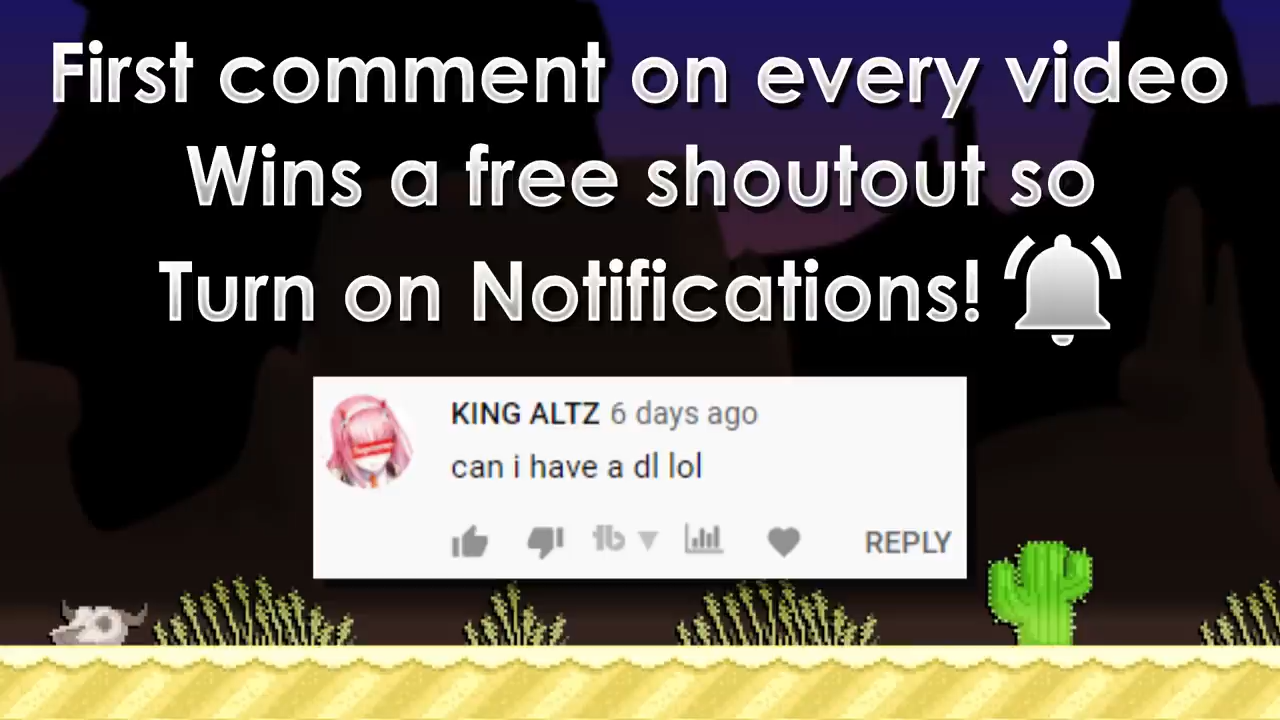 First comment on every video
Wins a free shoutout so
Turn on Notifications!
KING ALTZ 6 days ago
can i have a dl lol
REPLY